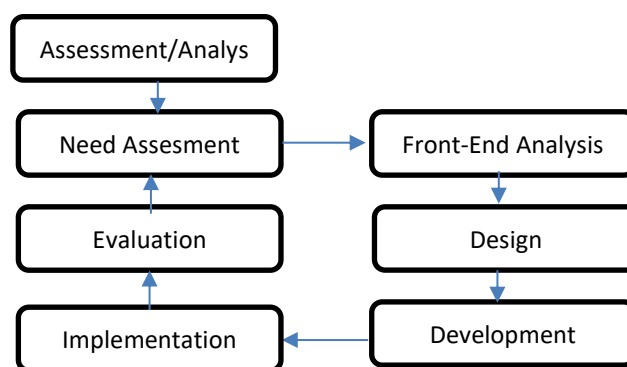 Assessment/Analys
Need Assesment
Front-End Analysis
Evaluation
Design
Implementation
Development